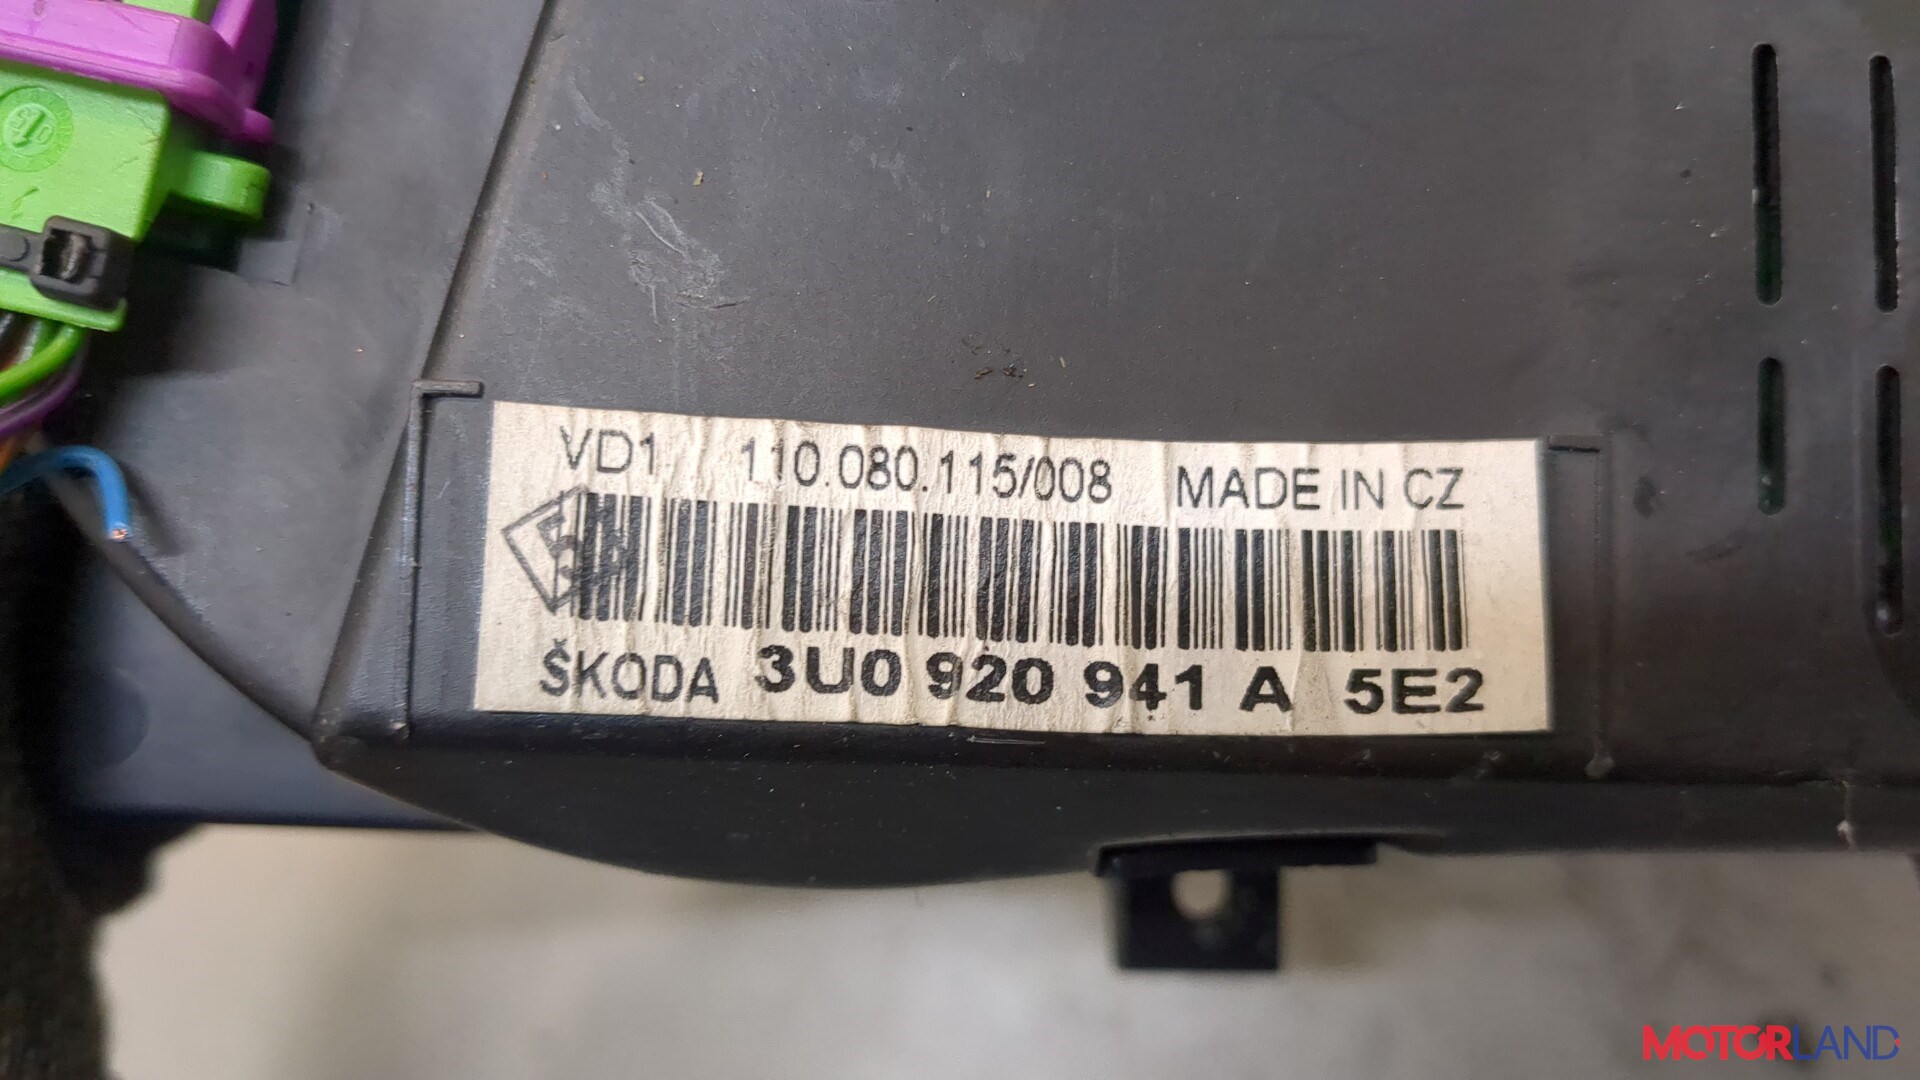 VD1 110.080.115/008 MADE IN CZ
ŠKODA 3U0 920 941 A 5E2
MOTORLAND